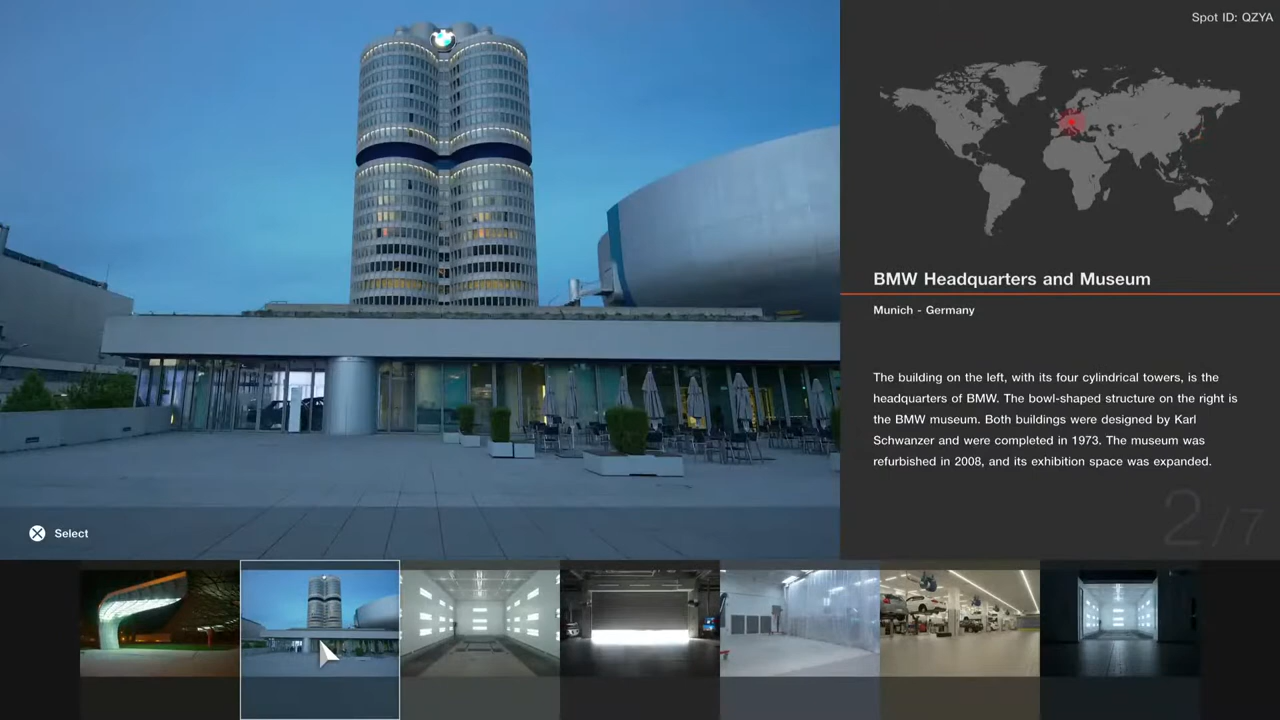 Spot ID: QZYA
BMW Headquarters and Museum
Munich - Germany
The building on the left, with its four cylindrical towers, is the
headquarters of BMW. The bowl-shaped structure on the right is
the BMW museum. Both buildings were designed by Karl
Schwanzer and were completed in 1973. The museum was
refurbished in 2008, and its exhibition space was expanded.
2/7
Select